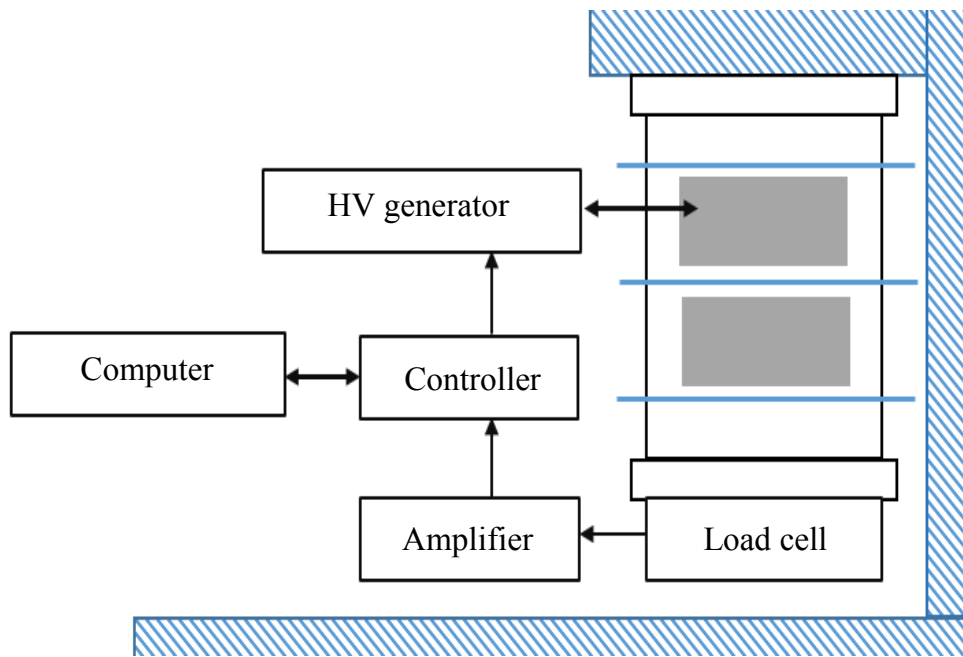 HV generator
Computer
Controller
Amplifier
Load cell